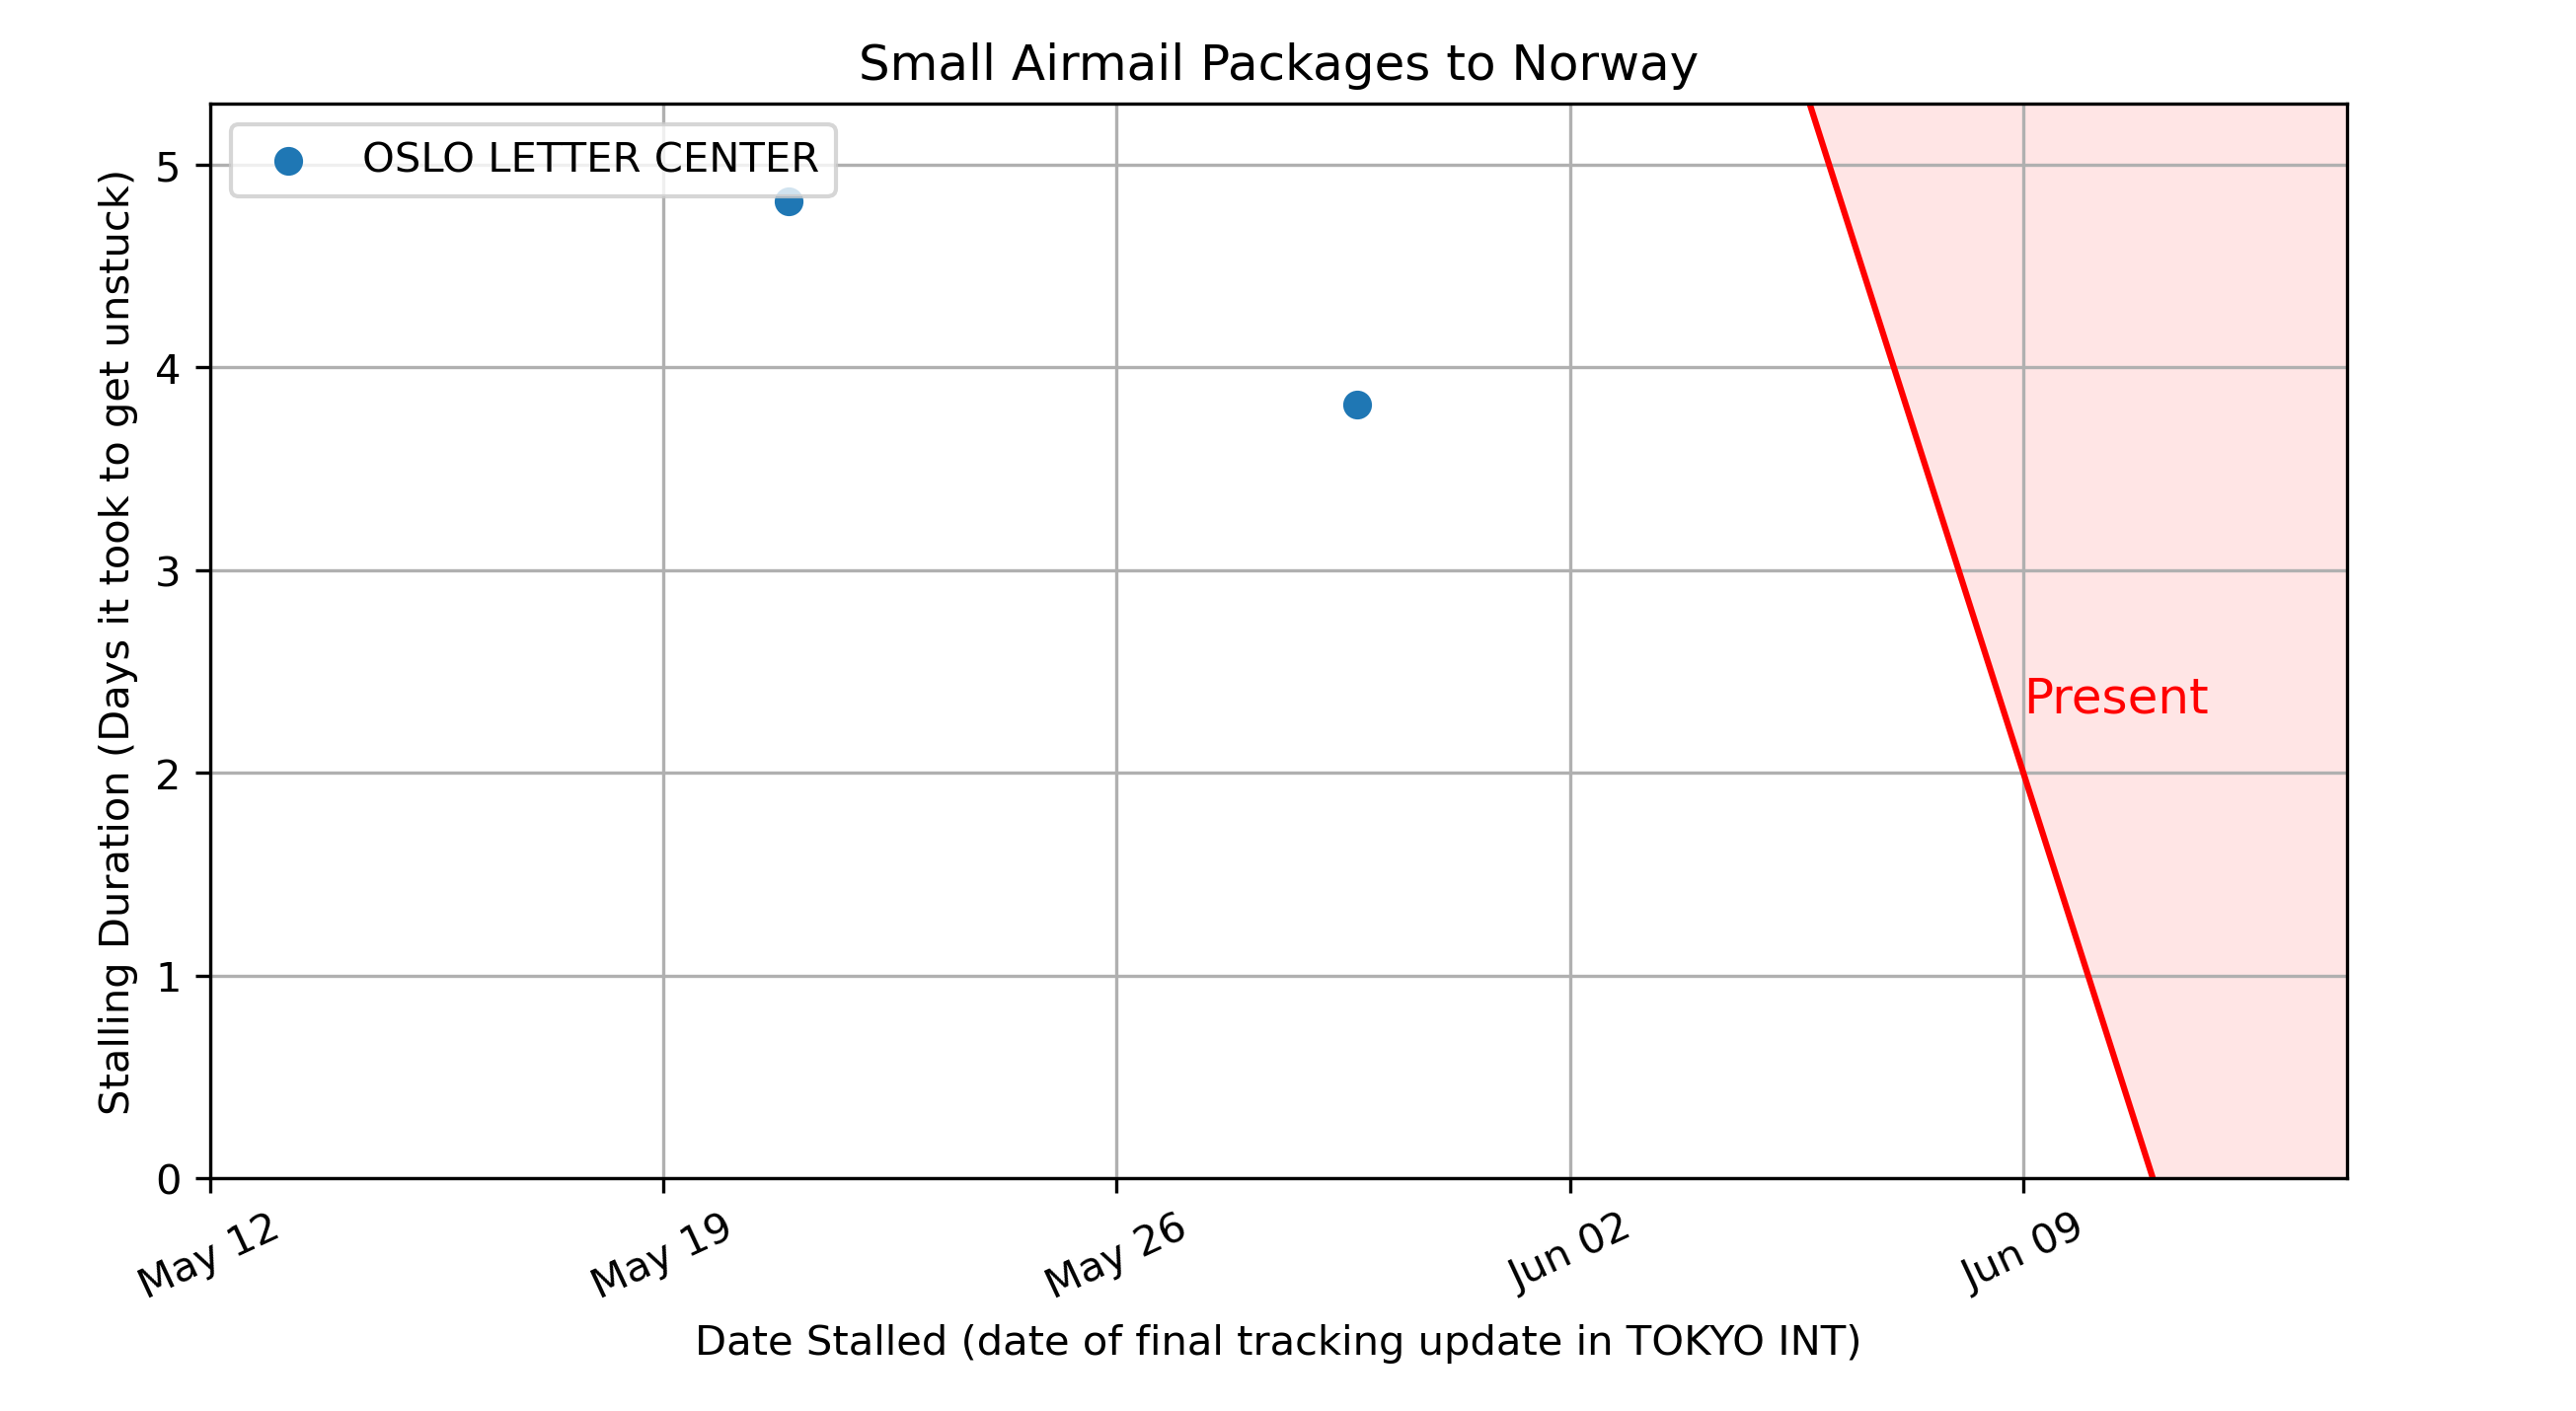 Small Airmail Packages to Norway
OSLO LETTER CENTER
Stalling Duration (Days it took to get unstuck)
5
4
3
2
1
0
Present
May 12
May 19
May 26
Jun 02
Jun 09
Date Stalled (date of final tracking update in TOKYO INT)